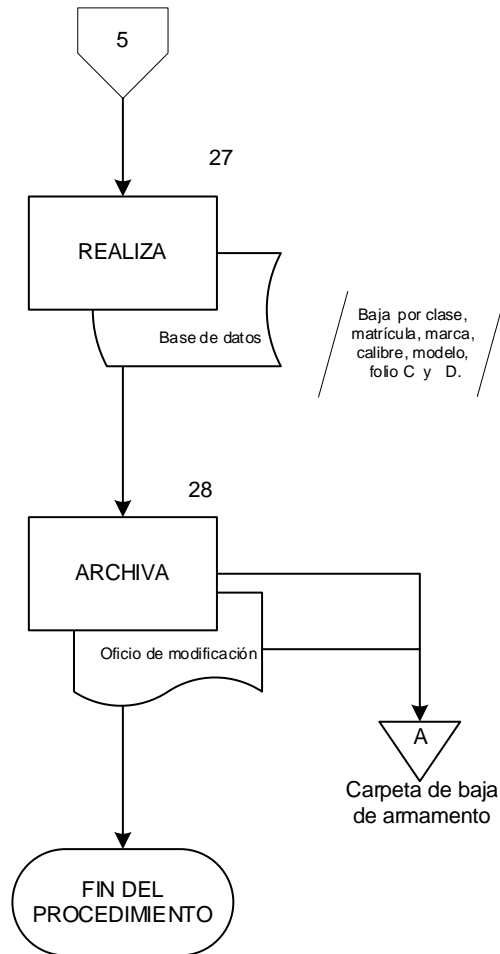 5
27
REALIZA
Base de datos
Baja por clase,
matrícula, marca,
calibre, modelo,
folio C y D.
28
ARCHIVA
Oficio de modificación
A
Carpeta de baja
de armamento
FIN DEL
PROCEDIMIENTO